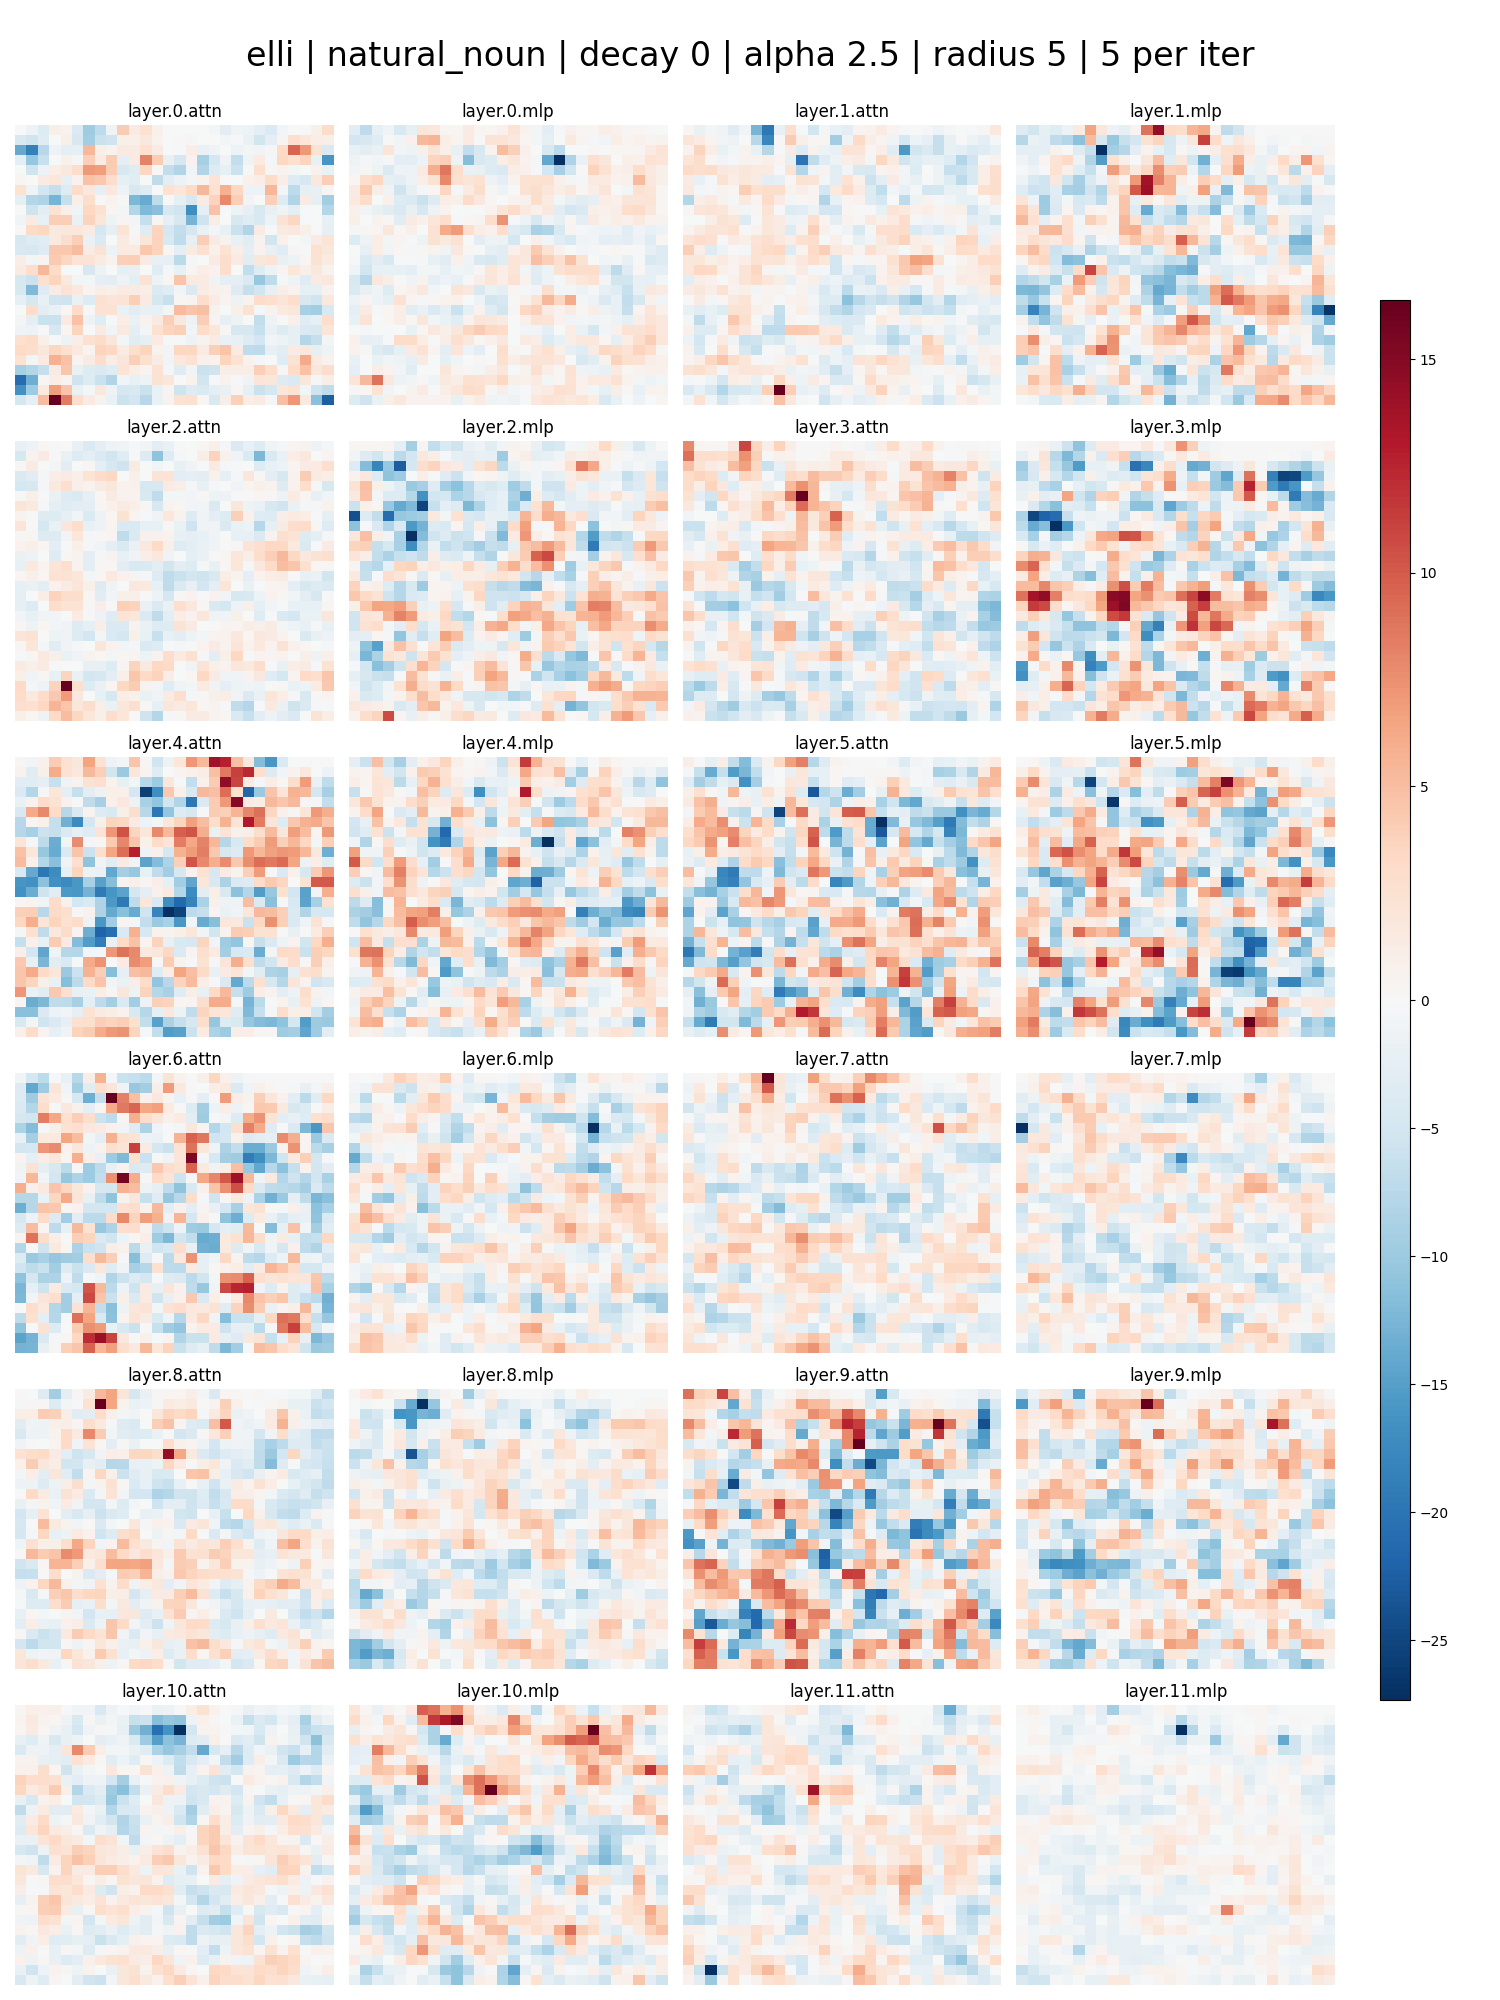 elli | natural_noun | decay 0 | alpha 2.5 | radius 5 | 5 per iter
layer.0.attn
layer.0.mlp
layer.1.attn
layer.1.mlp
layer.2.attn
layer.2.mlp
layer.3.attn
layer.3.mlp
layer.4.attn
layer.4.mlp
layer.5.attn
layer.5.mlp
layer.6.attn
layer.6.mlp
layer.7.attn
layer.7.mlp
layer.8.attn
layer.8.mlp
layer.9.attn
layer.9.mlp
layer.10.attn
layer.10.mlp
layer.11.attn
layer.11.mlp
15
10
5
0
−5
−10
−15
−20
−25